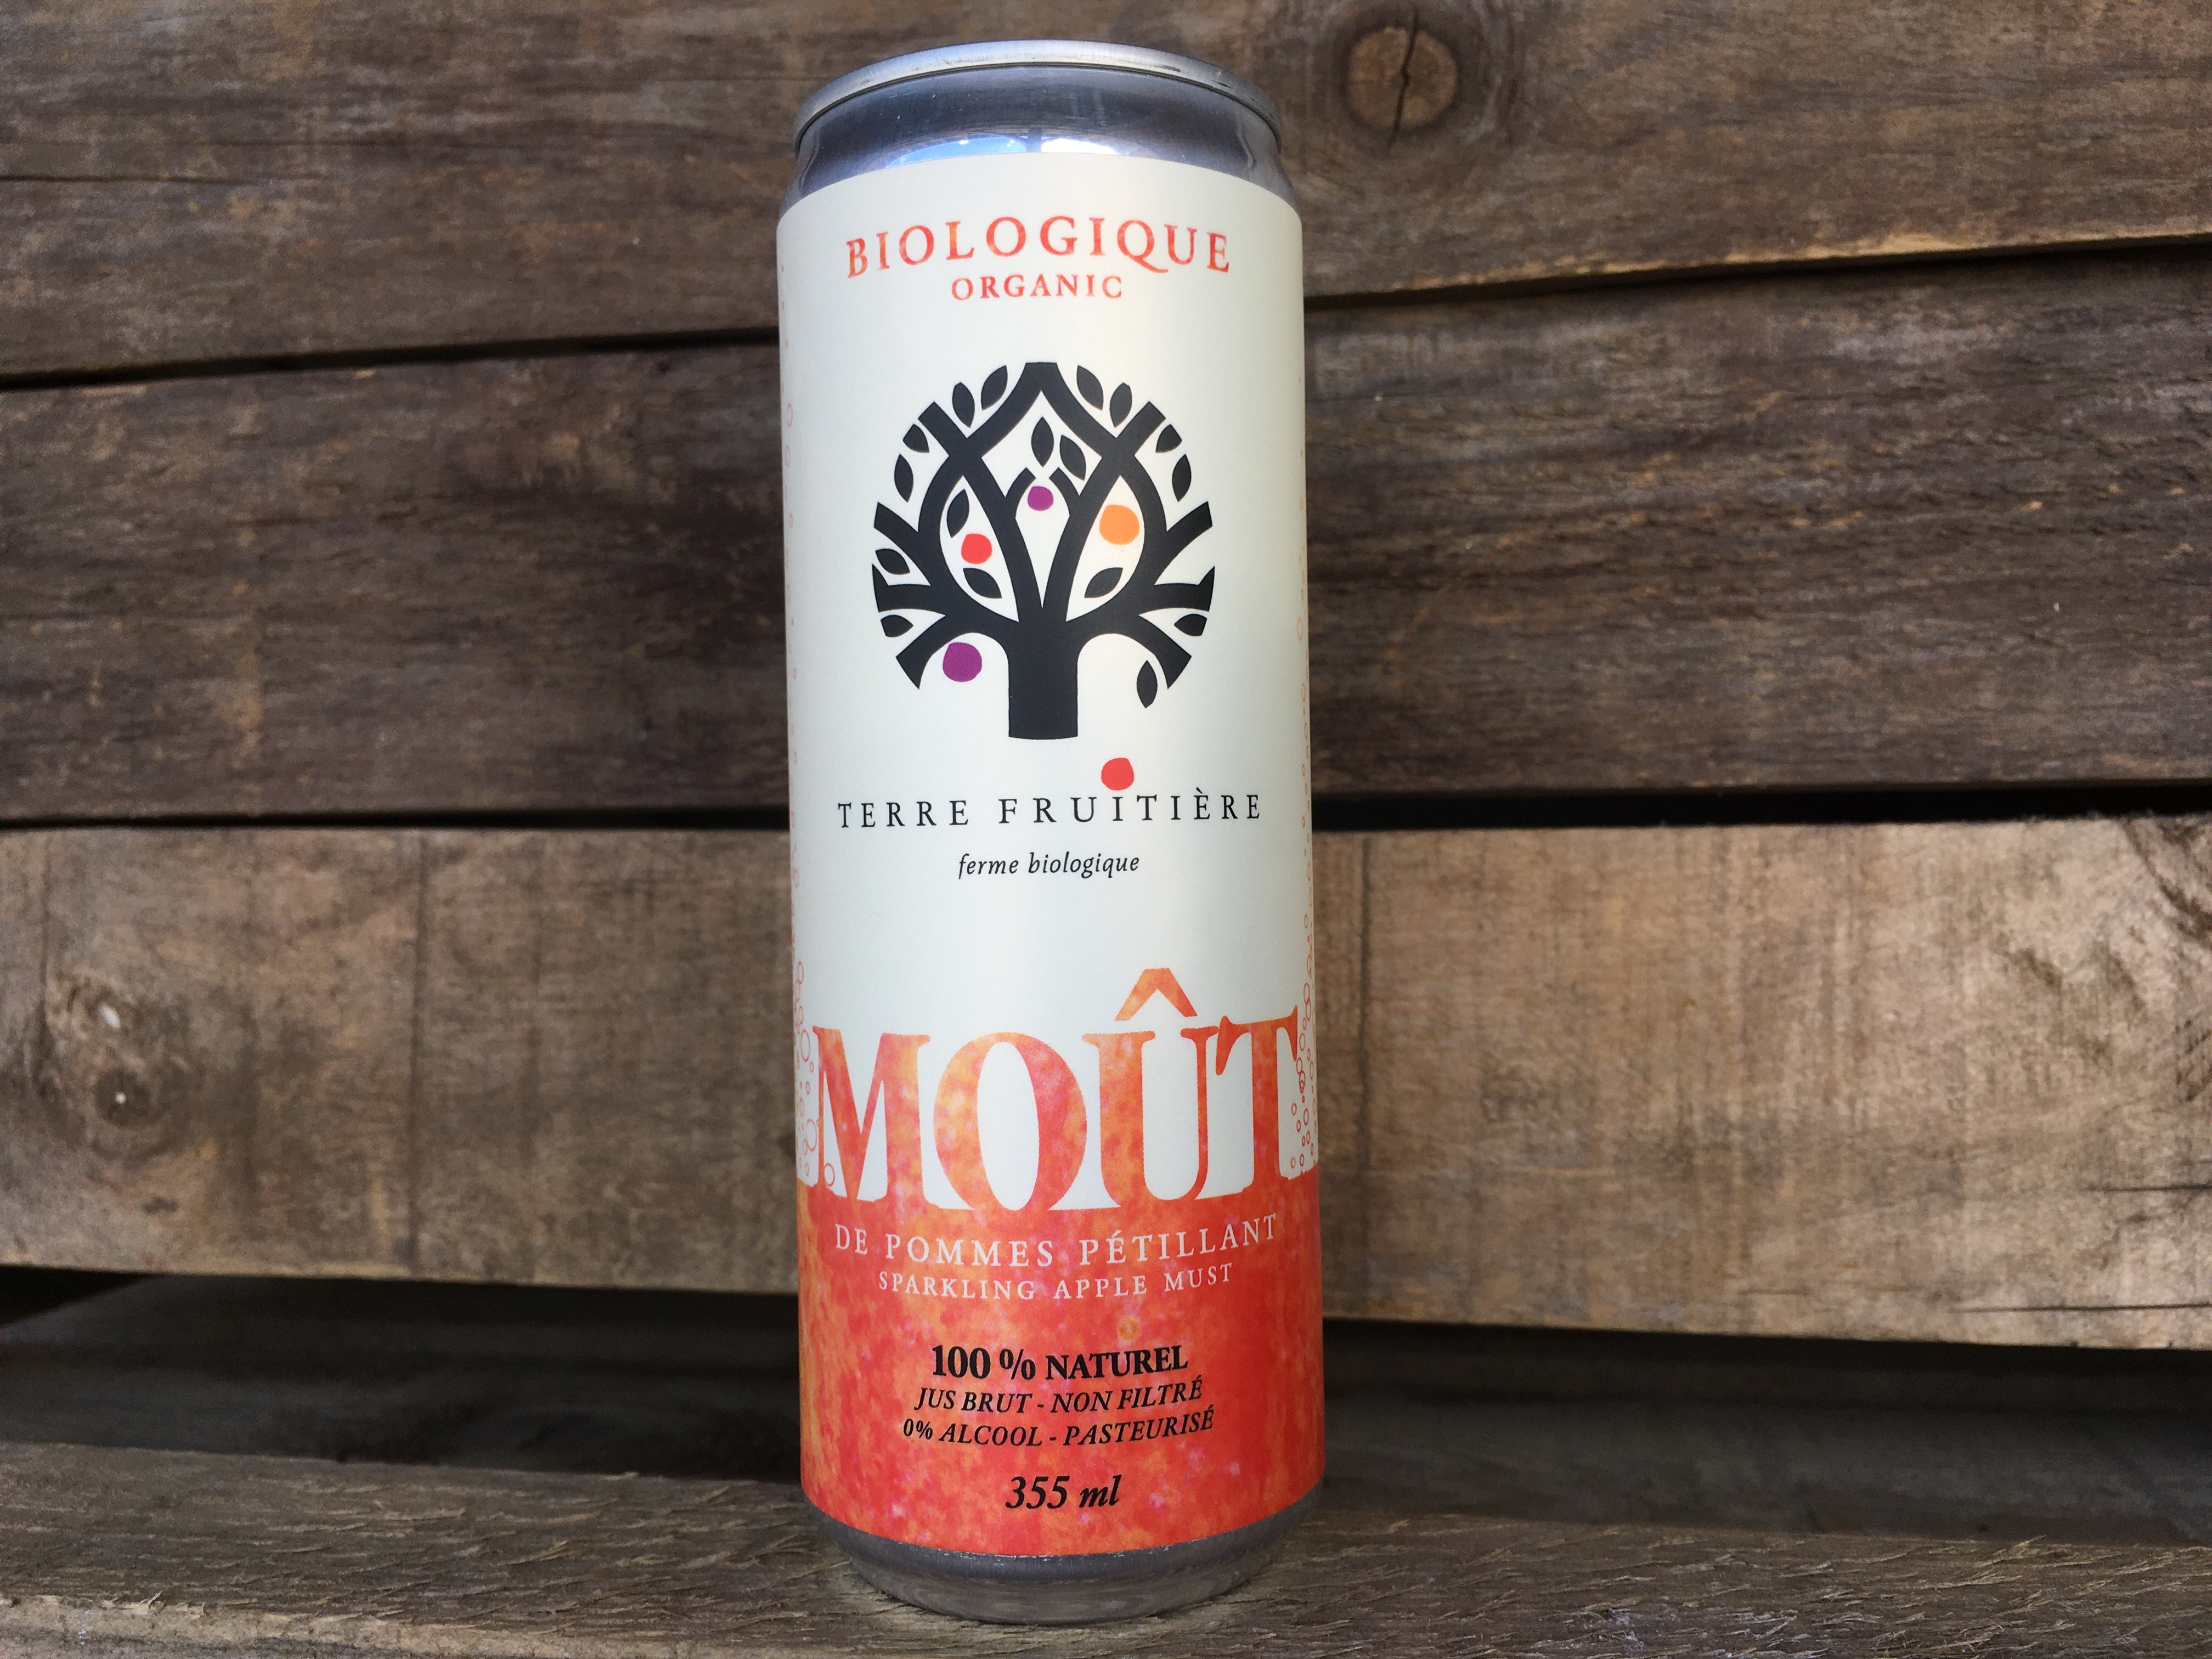 BIOLOGIQUE
ORGANIC
TERRE FRUITIÈRE
ferme biologique
MOÛT
DE POMMES PÉTILLANT
SPARKLING APPLE MUST
100 % NATUREL
JUS BRUT - NON FILTRÉ
0% ALCOOL - PASTEURISÉ
355 ml